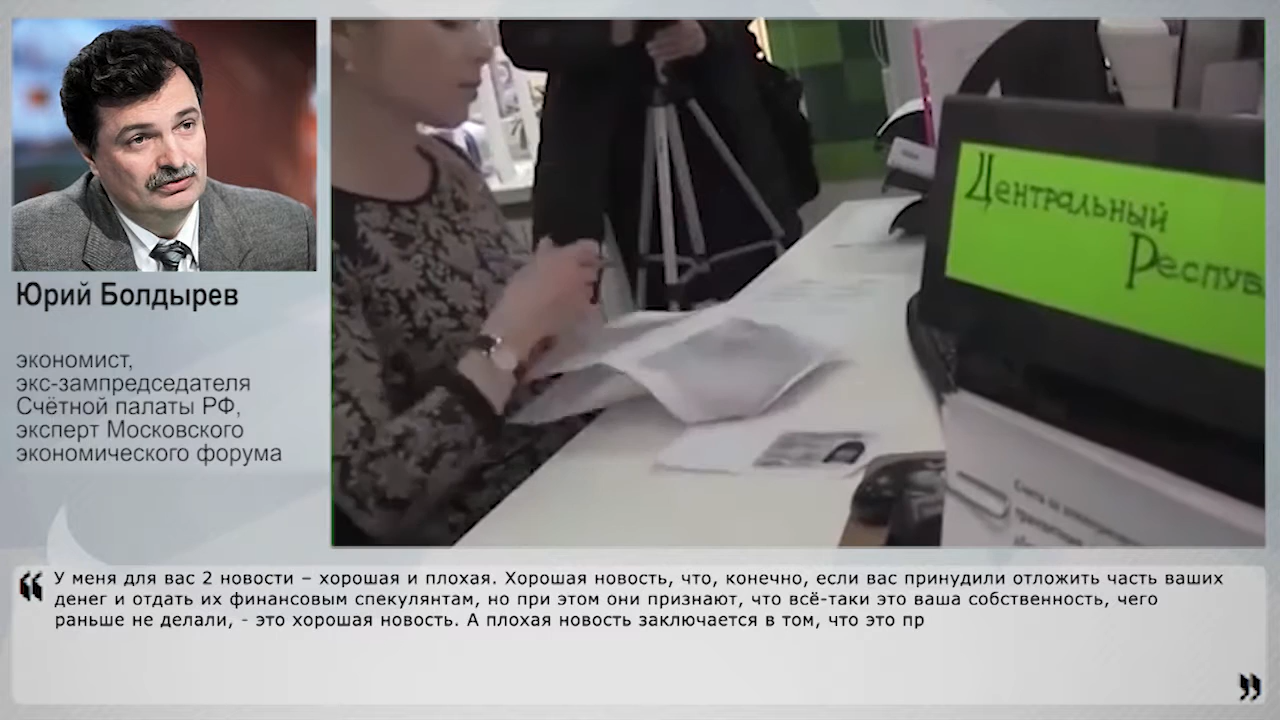 Юрий Болдырев
экономист,
экс-зампредседателя
Счётной палаты РФ,
эксперт Московского
экономического форума
Центральный
Респуб
У меня для вас 2 новости – хорошая и плохая. Хорошая новость, что, конечно, если вас принудили отложить часть ваших
денег и отдать их финансовым спекулянтам, но при этом они признают, что всё-таки это ваша собственность, чего
раньше не делали, - это хорошая новость. А плохая новость заключается в том, что это пр